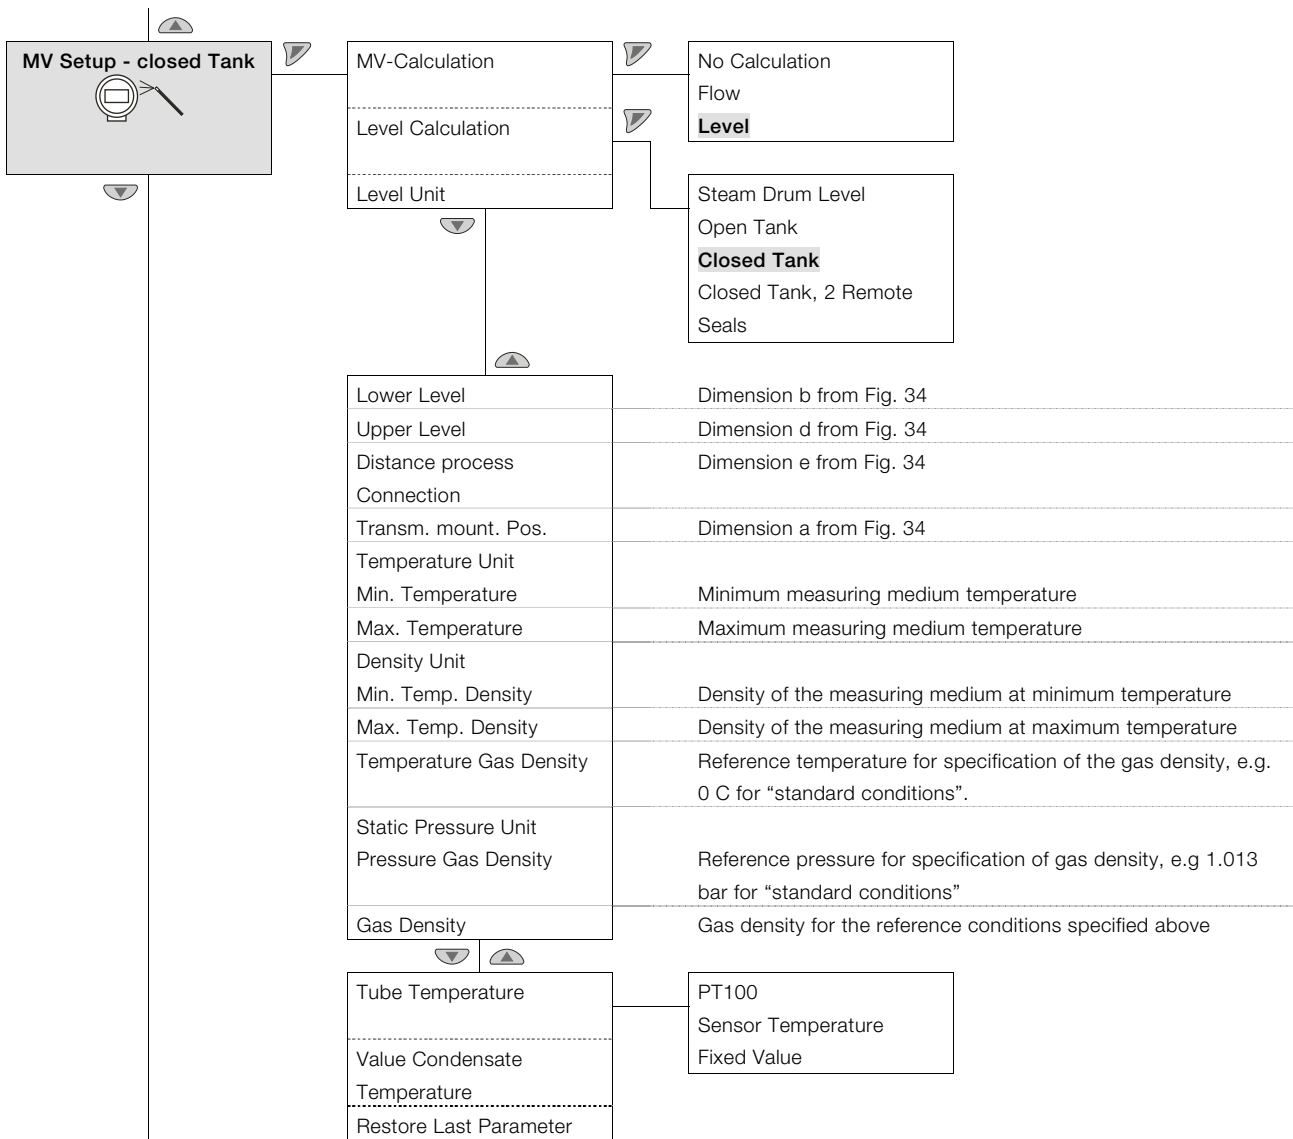 MV Setup - closed Tank
MV-Calculation
Level Calculation
Level Unit
No Calculation
Flow
Level
Steam Drum Level
Open Tank
Closed Tank
Closed Tank, 2 Remote
Seals
Lower Level
Dimension b from Fig. 34
Upper Level
Dimension d from Fig. 34
Distance process
Connection
Dimension e from Fig. 34
Transm. mount. Pos.
Dimension a from Fig. 34
Temperature Unit
Min. Temperature
Minimum measuring medium temperature
Max. Temperature
Maximum measuring medium temperature
Density Unit
Min. Temp. Density
Density of the measuring medium at minimum temperature
Max. Temp. Density
Density of the measuring medium at maximum temperature
Temperature Gas Density
Reference temperature for specification of the gas density, e.g.
0 C for “standard conditions”.
Static Pressure Unit
Pressure Gas Density
Reference pressure for specification of gas density, e.g 1.013
bar for “standard conditions”
Gas Density
Gas density for the reference conditions specified above
Tube Temperature
PT100
Sensor Temperature
Fixed Value
Value Condensate
Temperature
Restore Last Parameter